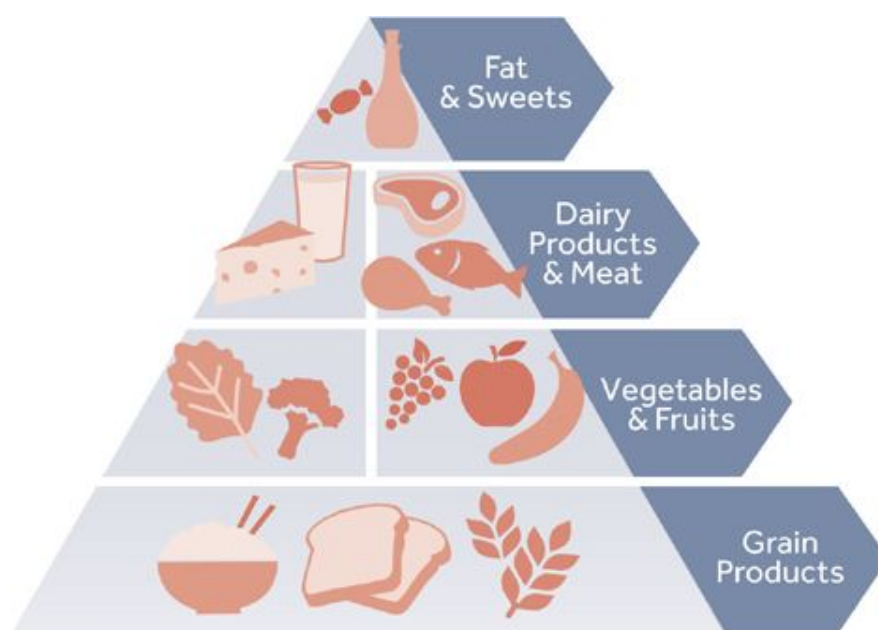 Fat
& Sweets
Dairy
Products
& Meat
Vegetables
& Fruits
Grain
Products